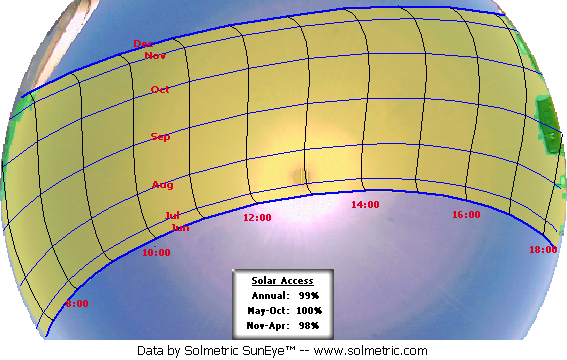 Dec
Nov
Oct
Sep
Aug
Jul
Jun
8:00
10:00
12:00
14:00
16:00
18:00
Solar Access
Annual: 99%
May-Oct: 100%
Nov-Apr: 98%
Data by Solmetric SunEye™ -- www.solmetric.com